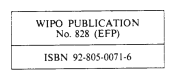 WIPO PUBLICATION
No. 828 (EFP)
ISBN 92-805-0071-6